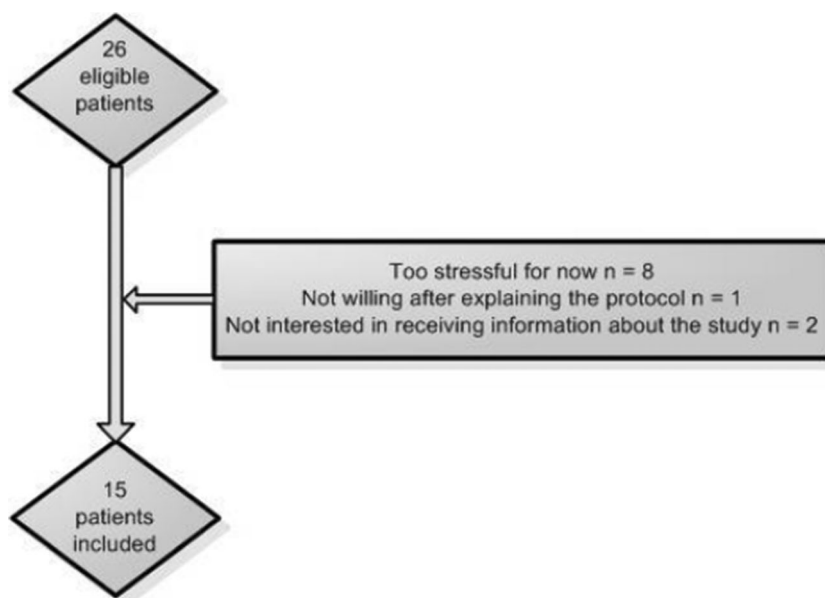 26
eligible
patients
Too stressful for now n = 8
Not willing after explaining the protocol n = 1
Not interested in receiving information about the study n = 2
15
patients
included